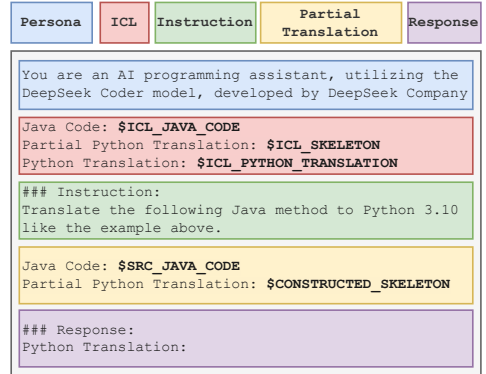 Persona
ICL
Instruction
Partial
Translation
Response
You are an AI programming assistant, utilizing the
DeepSeek Coder model, developed by DeepSeek Company
Java Code: $ICL_JAVA_CODE
Partial Python Translation: $ICL_SKELETON
Python Translation: $ICL_PYTHON_TRANSLATION
### Instruction:
Translate the following Java method to Python 3.10
like the example above.
Java Code: $SRC_JAVA_CODE
Partial Python Translation: $CONSTRUCTED_SKELETON
### Response:
Python Translation: